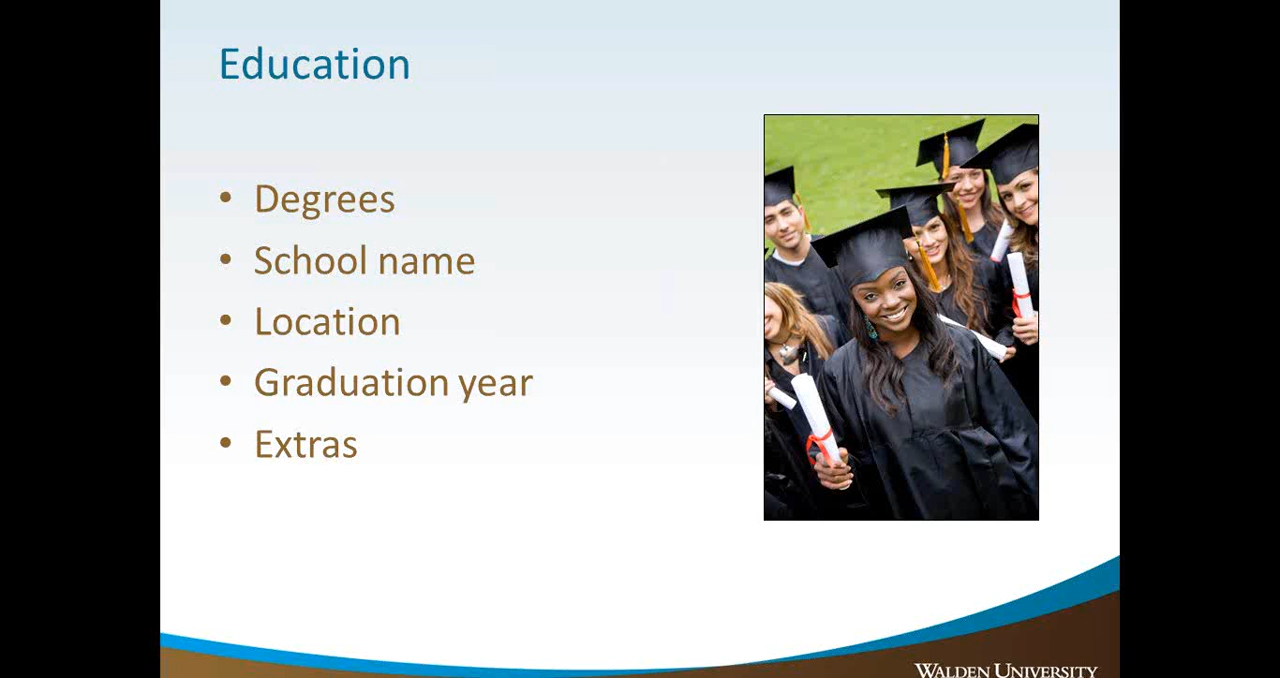 Education
• Degrees
• School name
• Location
• Graduation year
• Extras
WALDEN UNIVERSITY